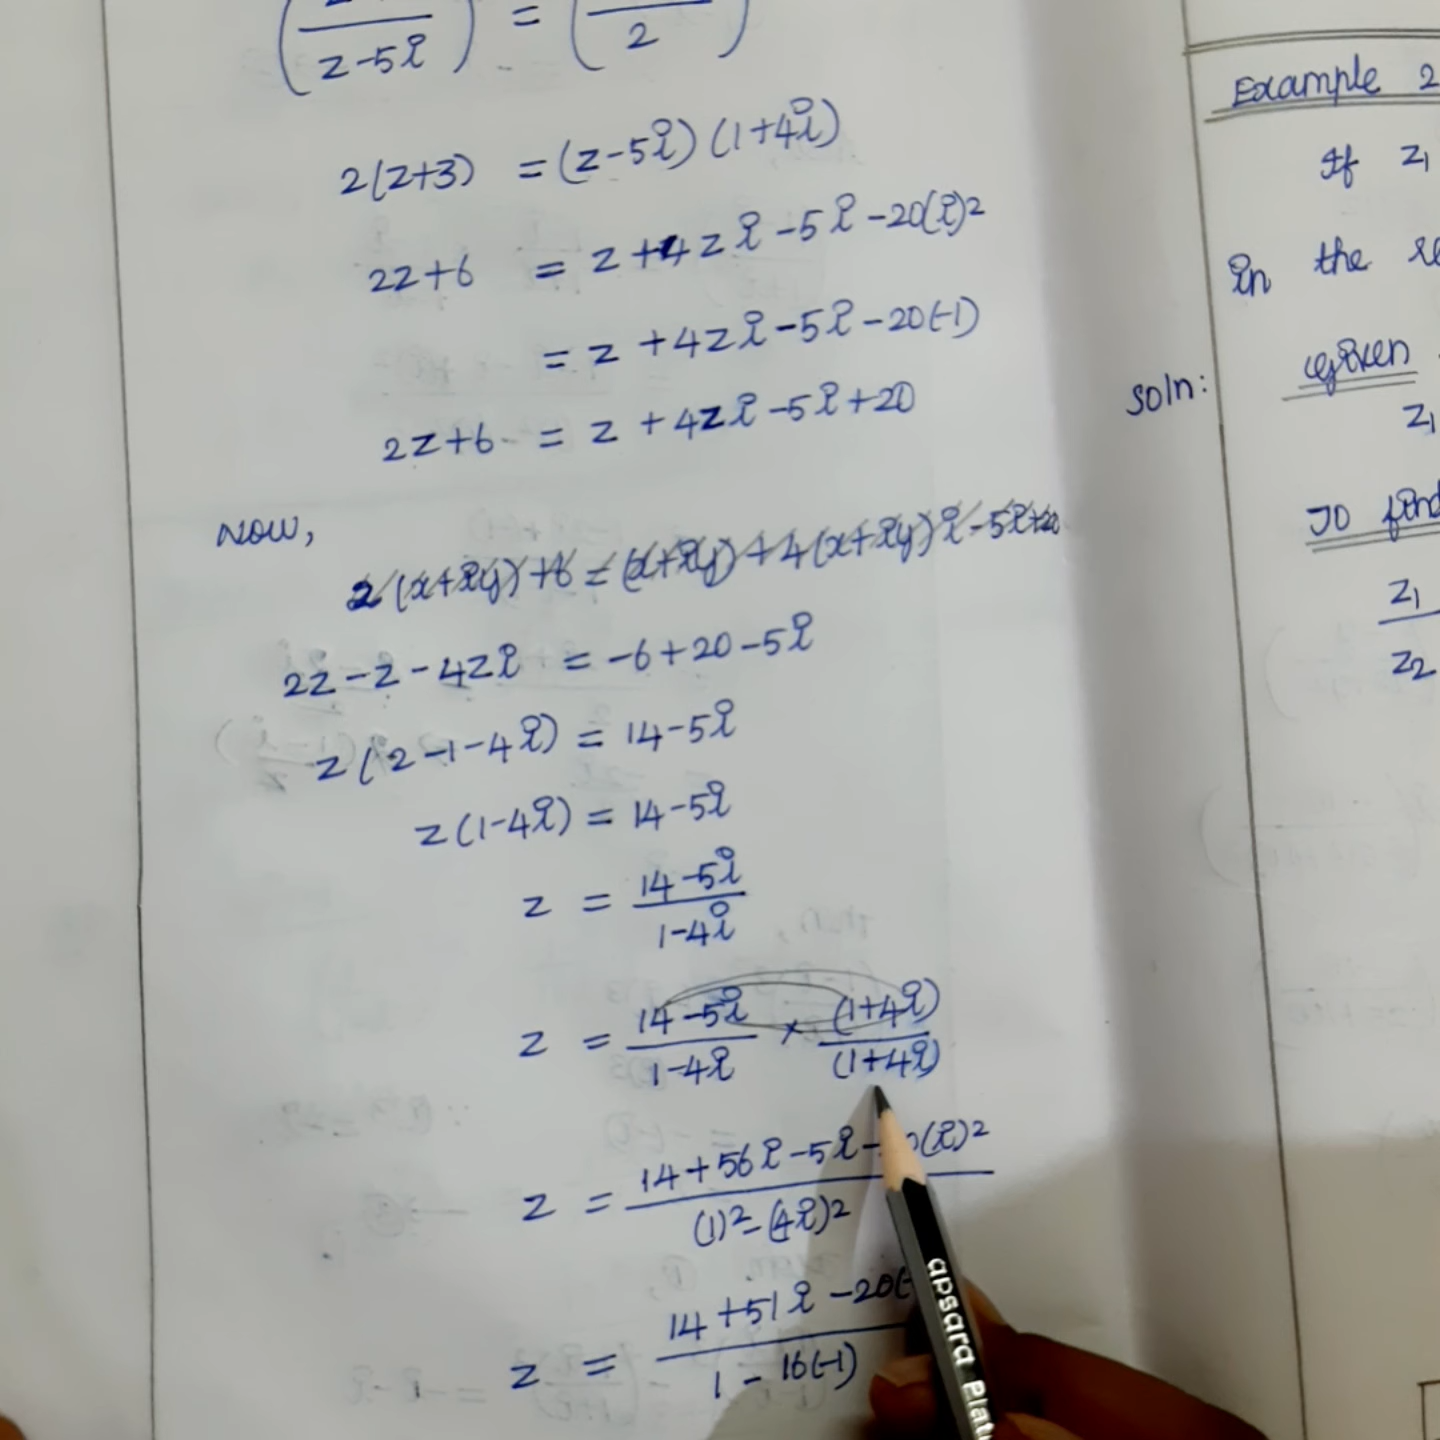 z-5i = 2
2(z+3) = (z-5i)(1+4i)
2z+6 = z+4zi-5i-20(i)²
= z+4zi-5i-20(-1)
2z+6 = z+4zi-5i+20
Now,
2(x+iy)+6=(x+iy)+4(x+iy)i-5i+20
2z-z-4zi = -6+20-5i
z(2-1-4i) = 14-5i
z(1-4i) = 14-5i
z = 14-5i
1-4i
z = 14-5i × (1+4i)
1-4i (1+4i)
z = 14+56i-5i- (i)²
(1)²-(4i)²
z = 14+51i-20(-
1-16(-1)
apsara
Example 2
If z₁
in the
Soln:
Given
z₁
To find
z₁
z₂